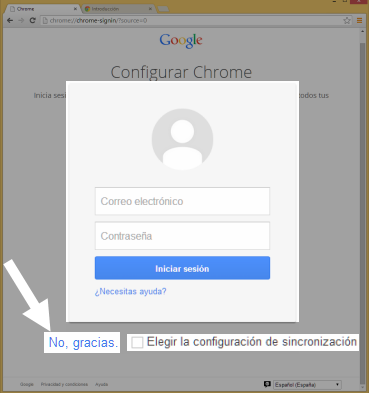 Chrome
Introducción
chrome://chrome-signin/?source=0
Google
Configurar Chrome
Inicia sesi
odos tus
Correo electrónico
Contraseña
Iniciar sesión
¿Necesitas ayuda?
No, gracias.
Elegir la configuración de sincronización
Google Privacidad y condiciones Ayuda
Español (España)